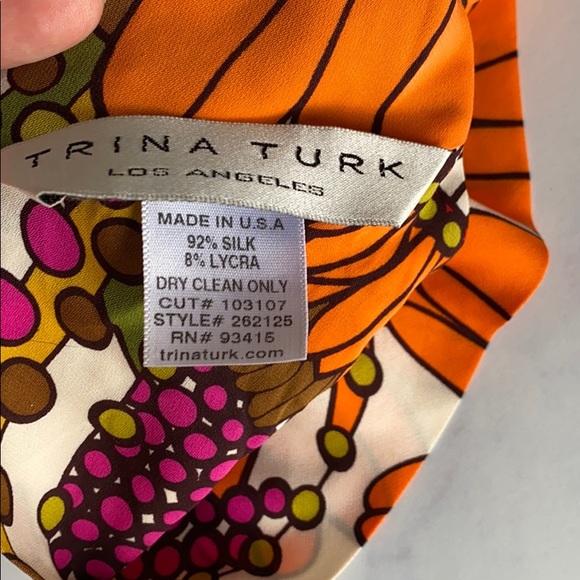 TRINA TURK
LOS ANGELES
MADE IN U.S.A
92% SILK
8% LYCRA
DRY CLEAN ONLY
CUT# 103107
STYLE# 262125
RN# 93415
trinaturk.com